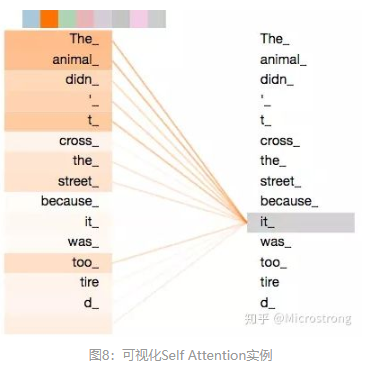 The_ The_
animal_ animal_
didn_ didn_
'_ '_
t_ t_
cross_ cross_
the_ the_
street_ street_
because_ because_
it_ it_
was_ was_
too_ too_
tire tire
d_ d_
知乎 @Microstrong
图8：可视化Self Attention实例